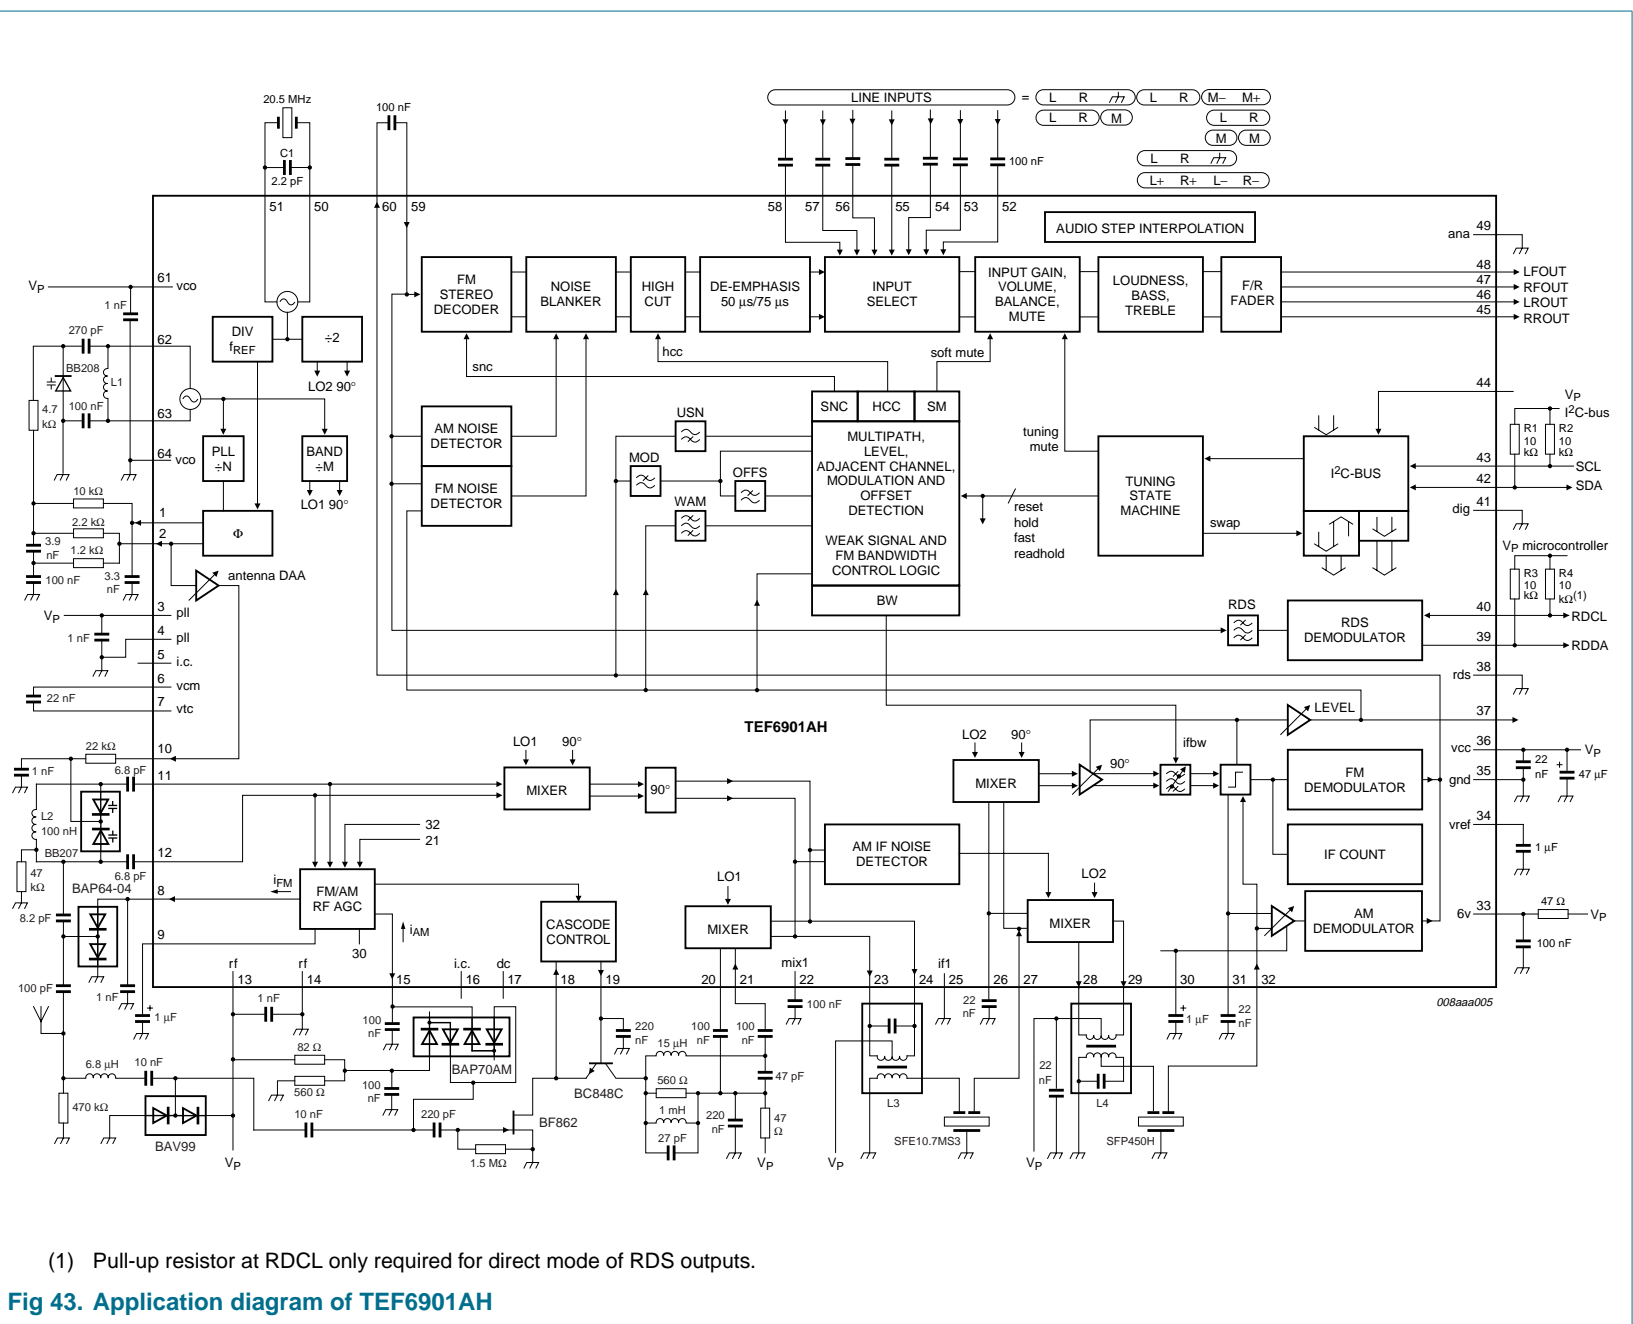 20.5 MHz
C1
2.2 pF
100 nF
LINE INPUTS
=
L R
L R
M− M+
L R M
L R
M M
L R
L+ R+ L− R−
100 nF
51 50 60 59 58 57 56 55 54 53 52
AUDIO STEP INTERPOLATION
ana
49
FM
STEREO
DECODER
NOISE
BLANKER
HIGH
CUT
DE-EMPHASIS
50 μs/75 μs
INPUT
SELECT
INPUT GAIN,
VOLUME,
BALANCE,
MUTE
LOUDNESS,
BASS,
TREBLE
F/R
FADER
48 LFOUT
47 RFOUT
46 LROUT
45 RROUT
VP
61
vco
1 nF
270 pF
62
BB208
L1
100 nF
4.7
kΩ
63
64
vco
DIV
fREF
÷2
LO2 90°
PLL
÷N
BAND
÷M
LO1 90°
Φ
10 kΩ
1
2.2 kΩ
2
3.9
nF
1.2 kΩ
100 nF
3.3
nF
antenna DAA
VP
3
pll
1 nF
4
pll
5
i.c.
6
vcm
22 nF
7
vtc
snc
hcc
soft mute
SNC HCC SM
MULTIPATH,
LEVEL,
ADJACENT CHANNEL,
MODULATION AND
OFFSET
DETECTION
WEAK SIGNAL AND
FM BANDWIDTH
CONTROL LOGIC
BW
AM NOISE
DETECTOR
FM NOISE
DETECTOR
USN
MOD
OFFS
WAM
tuning
mute
TUNING
STATE
MACHINE
reset
hold
fast
readhold
swap
I2C-BUS
44
VP
I2C-bus
R1
10
kΩ
R2
10
kΩ
43
SCL
42
SDA
dig
41
VP microcontroller
R3
10
kΩ
R4
10
kΩ(1)
40
RDCL
39
RDDA
RDS
RDS
DEMODULATOR
rds
38
TEF6901AH
LEVEL
37
vcc
36
VP
22
nF
+
47 μF
gnd
35
vref
34
1 μF
6v
33
47 Ω
VP
100 nF
22 kΩ
10
1 nF
6.8 pF
11
L2
100 nH
BB207
12
6.8 pF
47
kΩ
BAP64-04
8
8.2 pF
9
100 pF
1 nF
+
1 μF
LO1
90°
MIXER
90°
32
21
iFM
FM/AM
RF AGC
iAM
30
CASCODE
CONTROL
LO1
MIXER
AM IF NOISE
DETECTOR
LO2
90°
MIXER
90°
ifbw
FM
DEMODULATOR
IF COUNT
LO2
MIXER
AM
DEMODULATOR
rf
13
rf
14
15
i.c.
16
dc
17
18
19
20
21
mix1
22
23
24
if1
25
26
27
28
29
30
31
32
008aaa005
1 nF
100
nF
82 Ω
560 Ω
100
nF
BAP70AM
220
nF
BC848C
100
nF
100
nF
15 μH
560 Ω
47 pF
1 mH
27 pF
220
nF
47
Ω
VP
100 nF
L3
VP
SFE10.7MS3
22
nF
22
nF
L4
VP
SFP450H
+
1 μF
22
nF
6.8 μH
10 nF
470 kΩ
BAV99
VP
10 nF
220 pF
BF862
1.5 MΩ
(1) Pull-up resistor at RDCL only required for direct mode of RDS outputs.
Fig 43. Application diagram of TEF6901AH